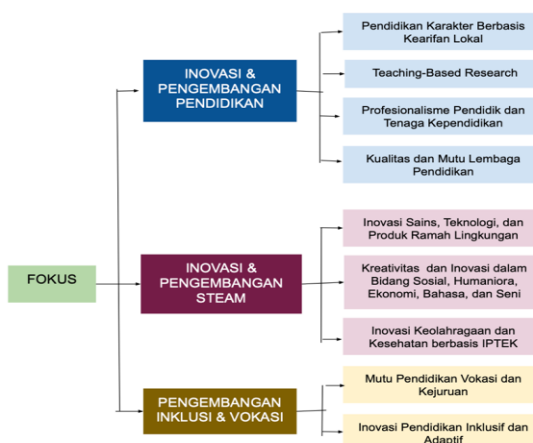 FOKUS
INOVASI &
PENGEMBANGAN
PENDIDIKAN
Pendidikan Karakter Berbasis
Kearifan Lokal
Teaching-Based Research
Profesionalisme Pendidik dan
Tenaga Kependidikan
Kualitas dan Mutu Lembaga
Pendidikan
INOVASI &
PENGEMBANGAN
STEAM
Inovasi Sains, Teknologi, dan
Produk Ramah Lingkungan
Kreativitas dan Inovasi dalam
Bidang Sosial, Humaniora,
Ekonomi, Bahasa, dan Seni
Inovasi Keolahragaan dan
Kesehatan berbasis IPTEK
PENGEMBANGAN
INKLUSI & VOKASI
Mutu Pendidikan Vokasi dan
Kejuruan
Inovasi Pendidikan Inklusif dan
Adaptif